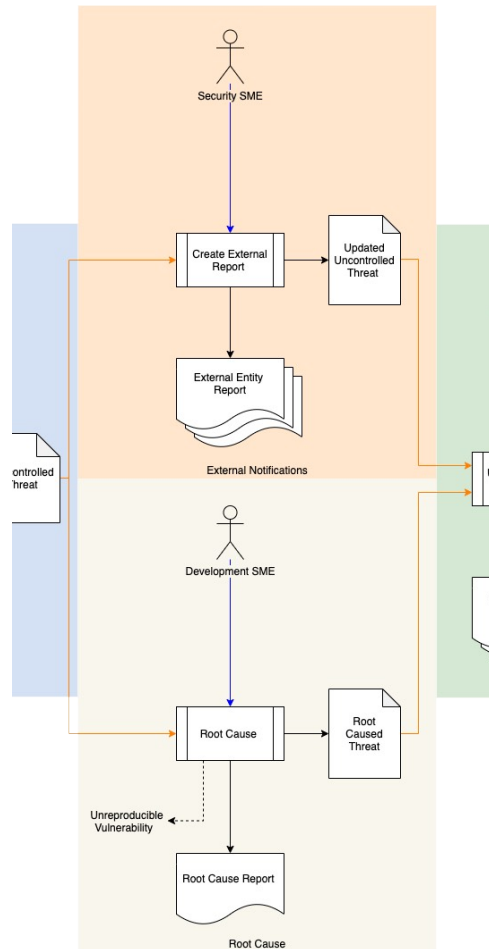 Security SME
Create External
Report
Updated
Uncontrolled
Threat
External Entity
Report
External Notifications
Development SME
Root Cause
Root
Caused
Threat
Unreproducible
Vulnerability
Root Cause Report
Root Cause